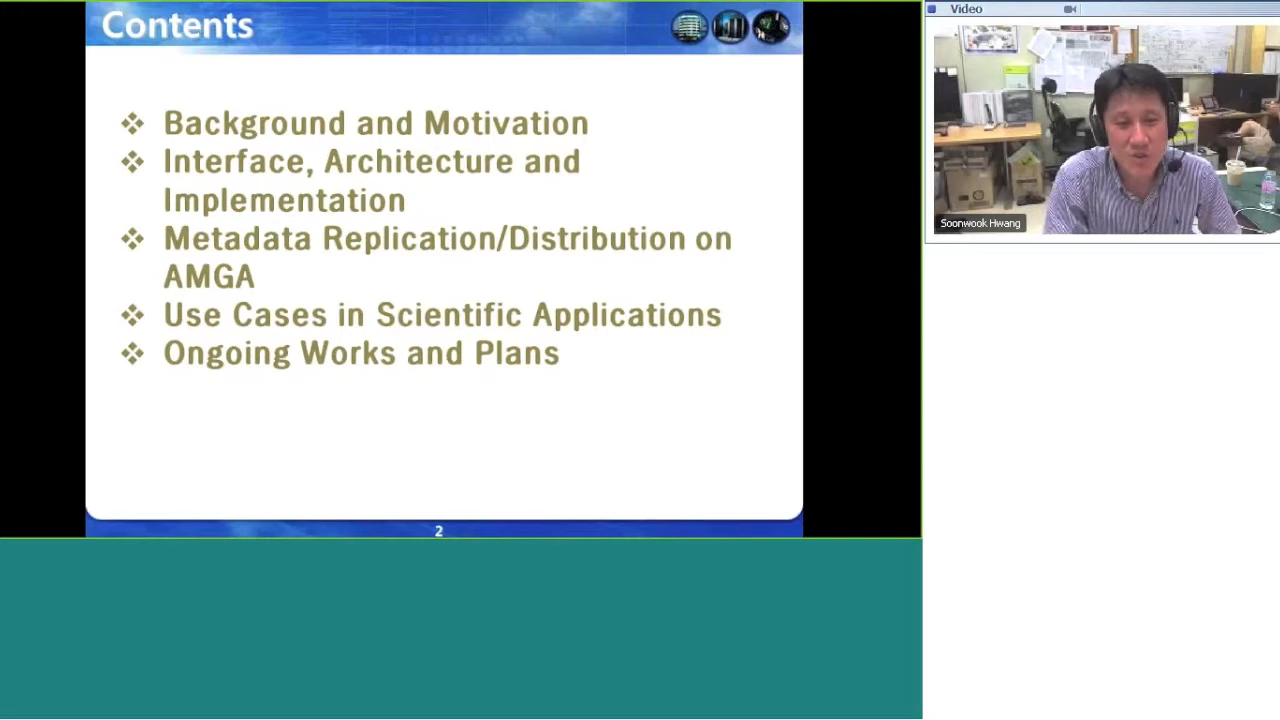 Contents
Background and Motivation
Interface, Architecture and
Implementation
Metadata Replication/Distribution on
AMGA
Use Cases in Scientific Applications
Ongoing Works and Plans
2
Video
Soonwook Hwang